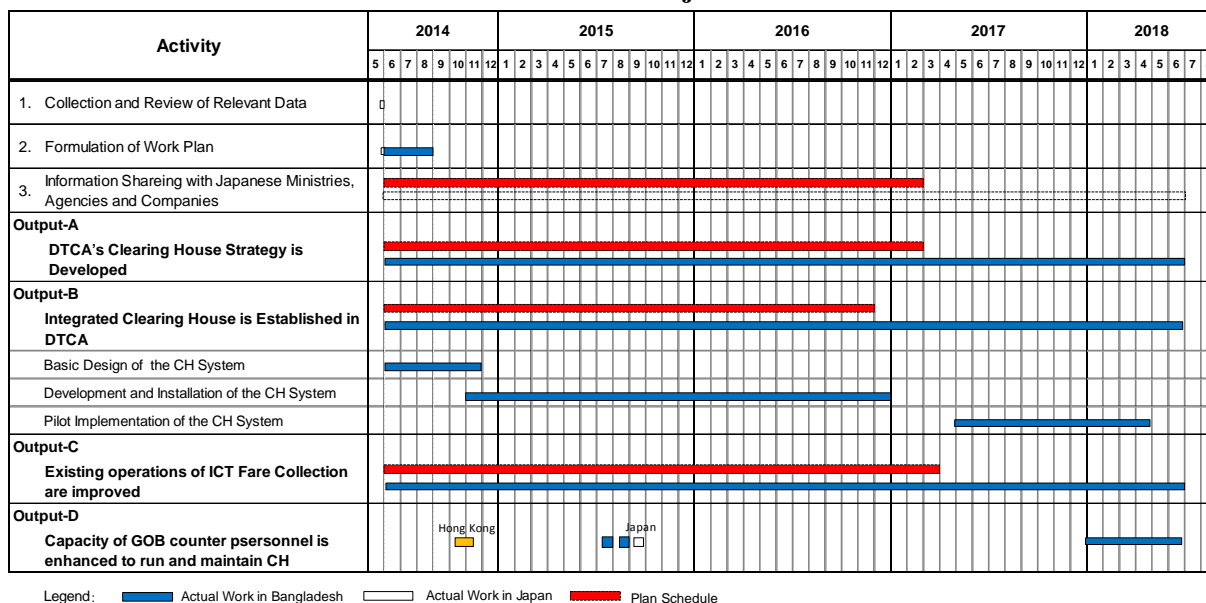 Activity
2014 2015 2016 2017 2018
5 6 7 8 9 10 11 12 1 2 3 4 5 6 7 8 9 10 11 12 1 2 3 4 5 6 7 8 9 10 11 12 1 2 3 4 5 6 7 8 9 10 11 12 1 2 3 4 5 6 7
1. Collection and Review of Relevant Data
2. Formulation of Work Plan
3. Information Shareing with Japanese Ministries,
Agencies and Companies
Output-A
DTCA's Clearing House Strategy is
Developed
Output-B
Integrated Clearing House is Established in
DTCA
Basic Design of the CH System
Development and Installation of the CH System
Pilot Implementation of the CH System
Output-C
Existing operations of ICT Fare Collection
are improved
Output-D
Capacity of GOB counter psersonnel is
enhanced to run and maintain CH
Hong Kong
Japan
Legend: Actual Work in Bangladesh Actual Work in Japan Plan Schedule